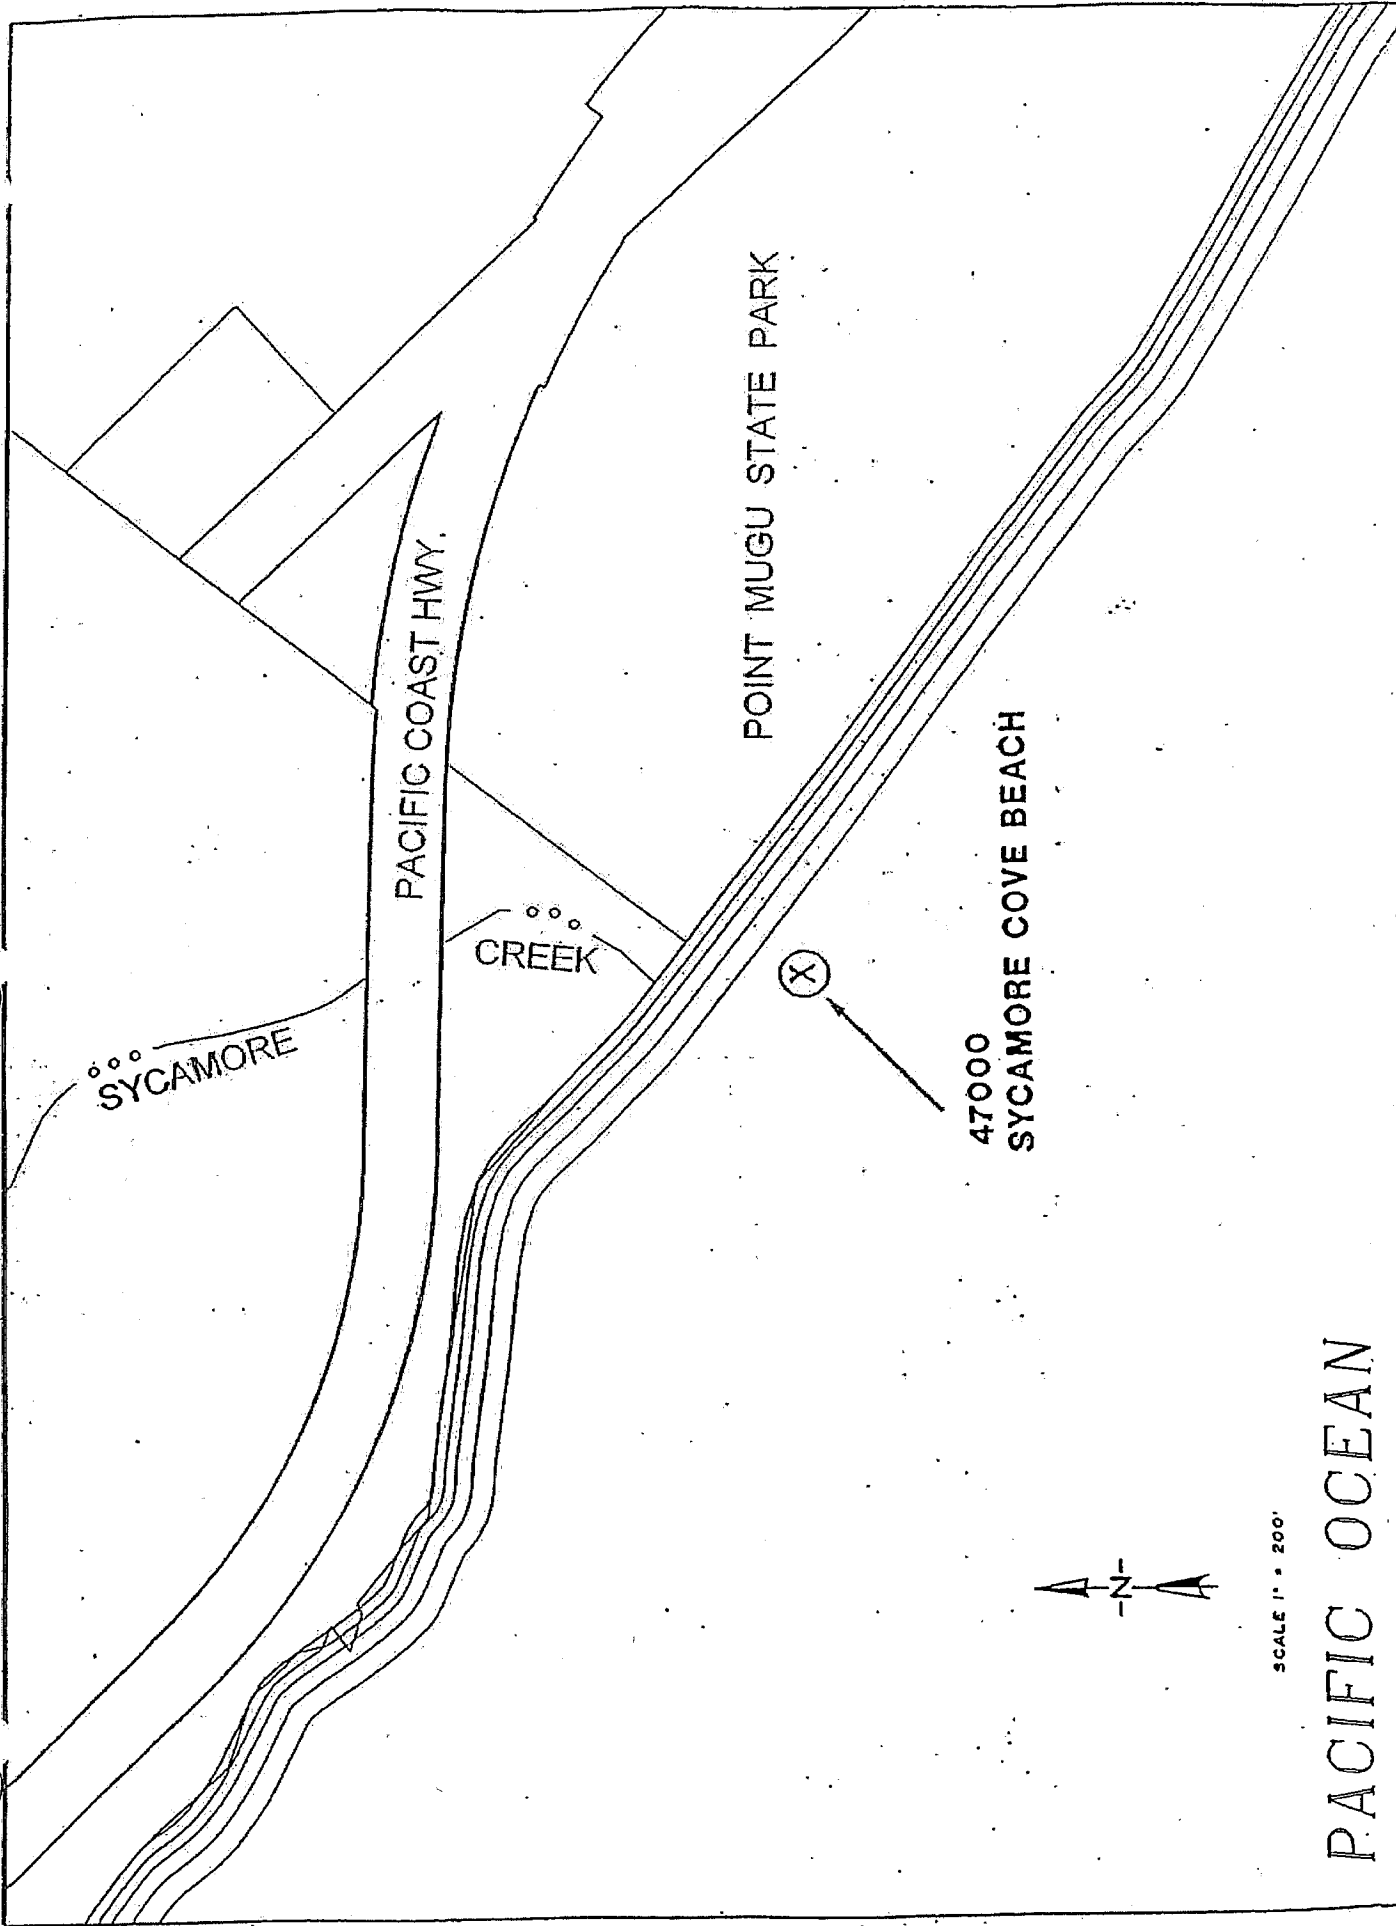 SYCAMORE
PACIFIC COAST HWY.
CREEK
POINT MUGU STATE PARK
47000
SYCAMORE COVE BEACH
-N-
SCALE 1" = 200'
PACIFIC OCEAN